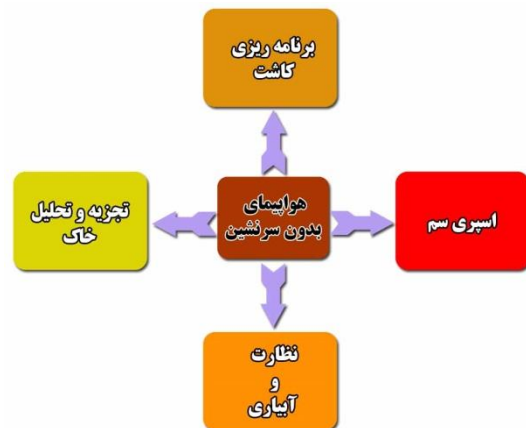 برنامه ریزی
کاشت
اسپری سم
هواپیمای
بدون سرنشین
تجزیه و تحلیل
خاک
نظارت
و
آبیاری